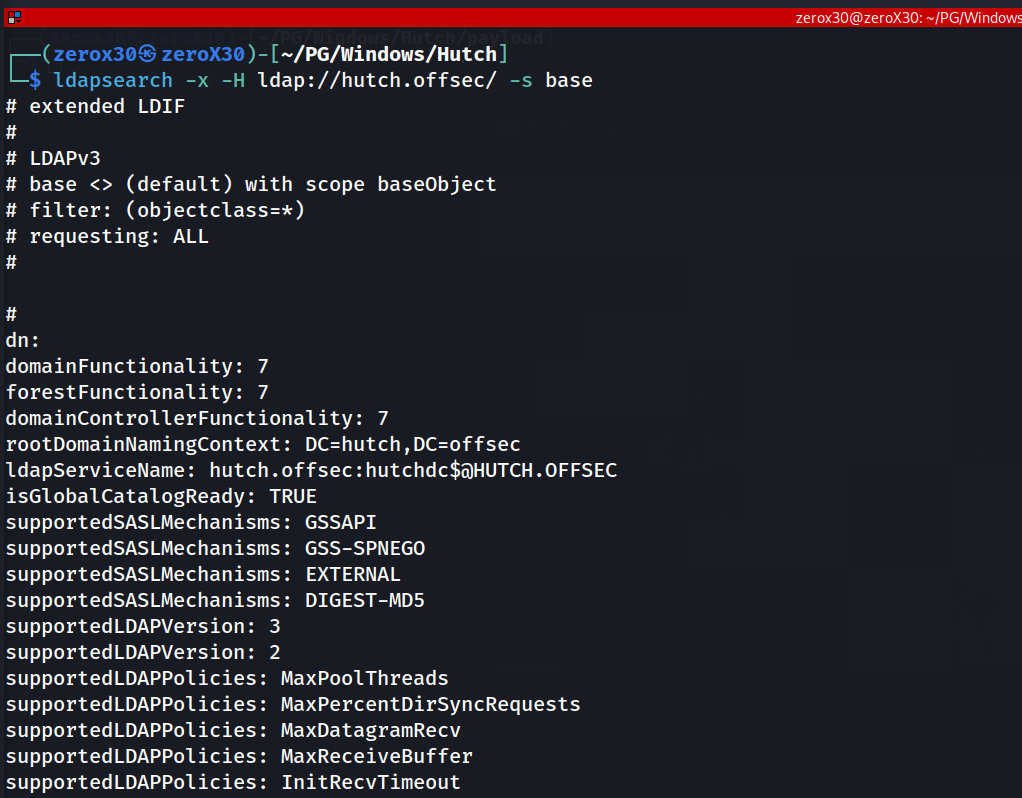 zerox30@zeroX30: ~/PG/Windows
┌──(zerox30㉿zeroX30)-[~/PG/Windows/Hutch]
└─$ ldapsearch -x -H ldap://hutch.offsec/ -s base
# extended LDIF
#
# LDAPv3
# base <> (default) with scope baseObject
# filter: (objectclass=*)
# requesting: ALL
#
#
dn:
domainFunctionality: 7
forestFunctionality: 7
domainControllerFunctionality: 7
rootDomainNamingContext: DC=hutch,DC=offsec
ldapServiceName: hutch.offsec:hutchdc$@HUTCH.OFFSEC
isGlobalCatalogReady: TRUE
supportedSASLMechanisms: GSSAPI
supportedSASLMechanisms: GSS-SPNEGO
supportedSASLMechanisms: EXTERNAL
supportedSASLMechanisms: DIGEST-MD5
supportedLDAPVersion: 3
supportedLDAPVersion: 2
supportedLDAPPolicies: MaxPoolThreads
supportedLDAPPolicies: MaxPercentDirSyncRequests
supportedLDAPPolicies: MaxDatagramRecv
supportedLDAPPolicies: MaxReceiveBuffer
supportedLDAPPolicies: InitRecvTimeout